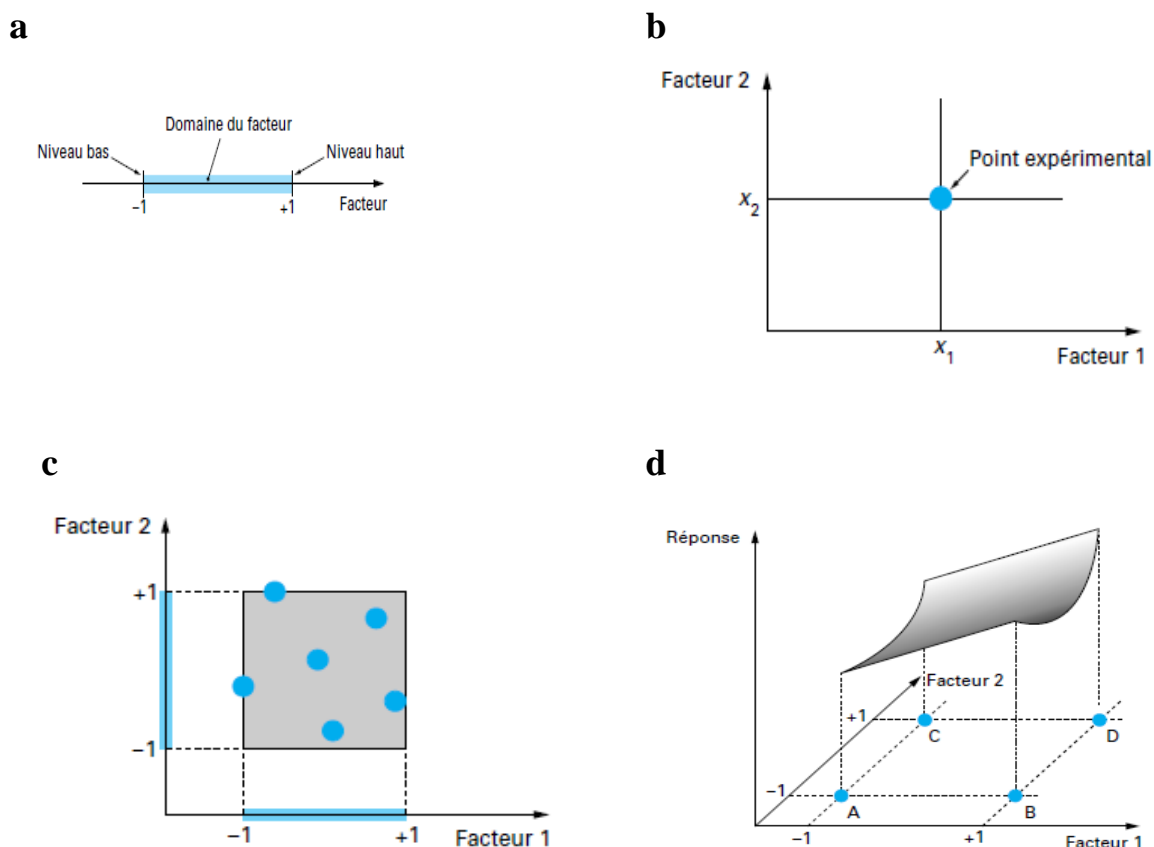 a
Domaine du facteur
Niveau bas
Niveau haut
−1
+1
Facteur
b
Facteur 2
Point expérimental
x2
x1
Facteur 1
c
Facteur 2
+1
−1
−1
+1
Facteur 1
d
Réponse
Facteur 2
+1
C
D
−1
A
B
−1
+1
Facteur 1